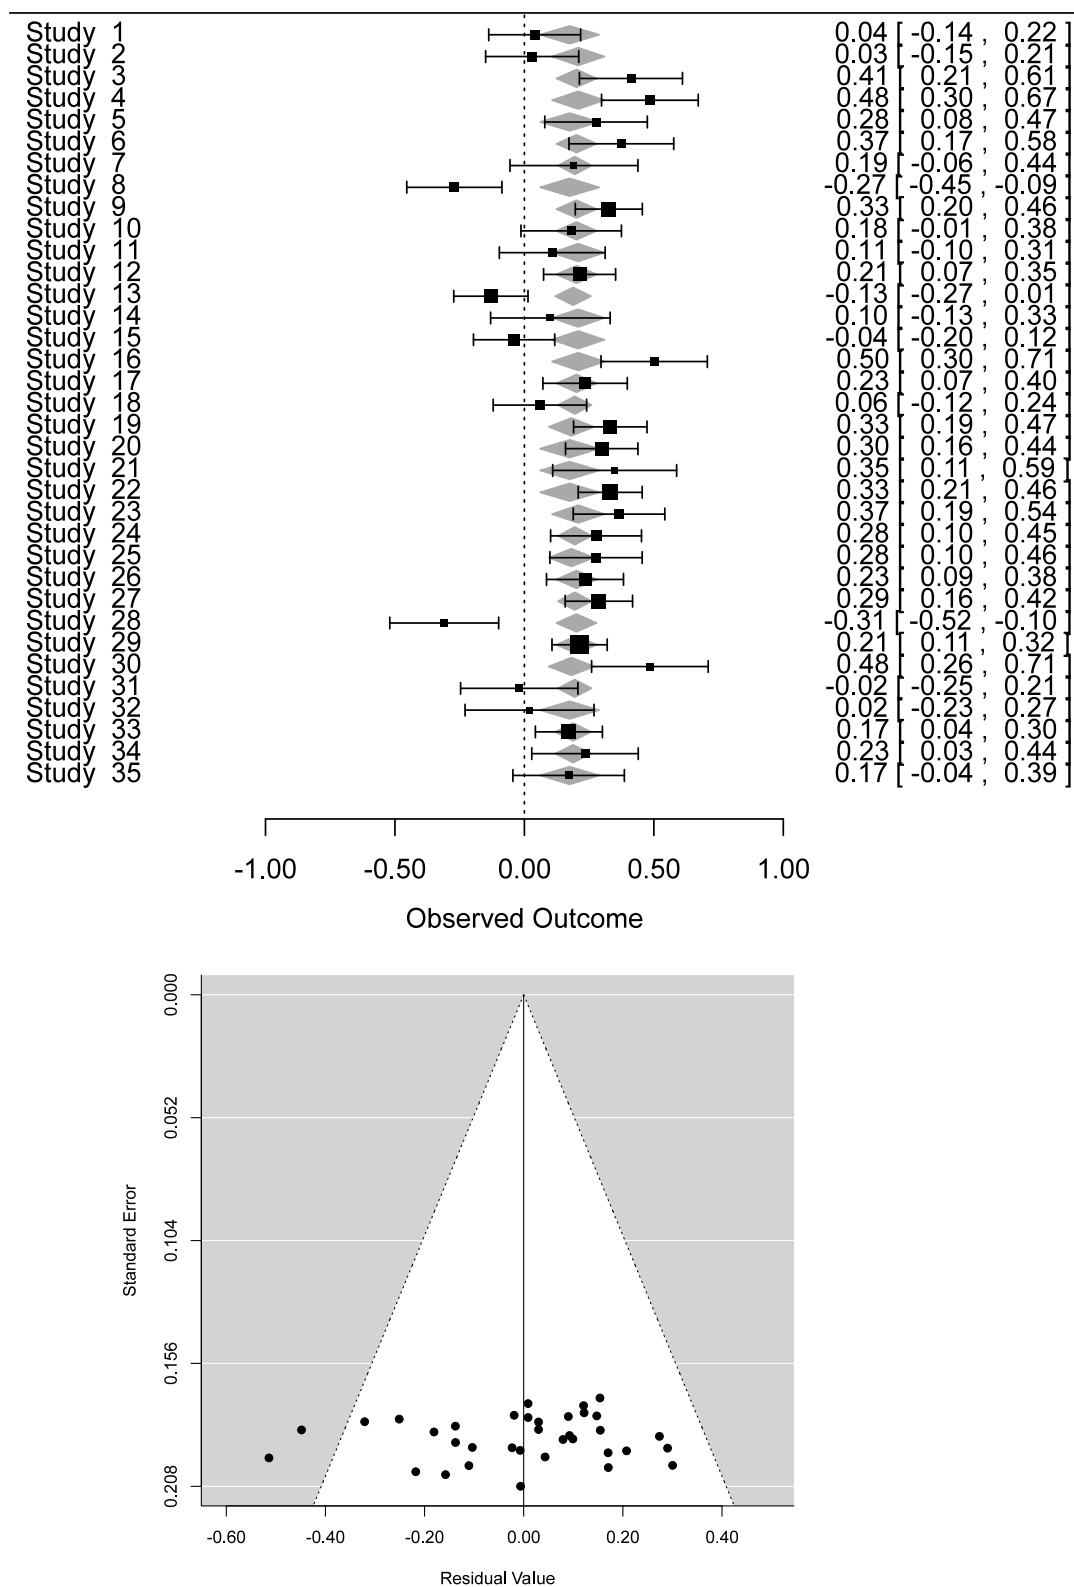 Study 1 0.04 [ -0.14 , 0.22 ]
Study 2 0.03 [ -0.15 , 0.21 ]
Study 3 0.41 [ 0.21 , 0.61 ]
Study 4 0.48 [ 0.30 , 0.67 ]
Study 5 0.28 [ 0.08 , 0.47 ]
Study 6 0.37 [ 0.17 , 0.58 ]
Study 7 0.19 [ -0.06 , 0.44 ]
Study 8 -0.27 [ -0.45 , -0.09 ]
Study 9 0.33 [ 0.20 , 0.46 ]
Study 10 0.18 [ -0.01 , 0.38 ]
Study 11 0.11 [ -0.10 , 0.31 ]
Study 12 0.21 [ 0.07 , 0.35 ]
Study 13 -0.13 [ -0.27 , 0.01 ]
Study 14 0.10 [ -0.13 , 0.33 ]
Study 15 -0.04 [ -0.20 , 0.12 ]
Study 16 0.50 [ 0.30 , 0.71 ]
Study 17 0.23 [ 0.07 , 0.40 ]
Study 18 0.06 [ -0.12 , 0.24 ]
Study 19 0.33 [ 0.19 , 0.47 ]
Study 20 0.30 [ 0.16 , 0.44 ]
Study 21 0.35 [ 0.11 , 0.59 ]
Study 22 0.33 [ 0.21 , 0.46 ]
Study 23 0.37 [ 0.19 , 0.54 ]
Study 24 0.28 [ 0.10 , 0.45 ]
Study 25 0.28 [ 0.10 , 0.46 ]
Study 26 0.23 [ 0.09 , 0.38 ]
Study 27 0.29 [ 0.16 , 0.42 ]
Study 28 -0.31 [ -0.52 , -0.10 ]
Study 29 0.21 [ 0.11 , 0.32 ]
Study 30 0.48 [ 0.26 , 0.71 ]
Study 31 -0.02 [ -0.25 , 0.21 ]
Study 32 0.02 [ -0.23 , 0.27 ]
Study 33 0.17 [ 0.04 , 0.30 ]
Study 34 0.23 [ 0.03 , 0.44 ]
Study 35 0.17 [ -0.04 , 0.39 ]
-1.00 -0.50 0.00 0.50 1.00
Observed Outcome
0.000
0.052
0.104
0.156
0.208
Standard Error
-0.60 -0.40 -0.20 0.00 0.20 0.40
Residual Value